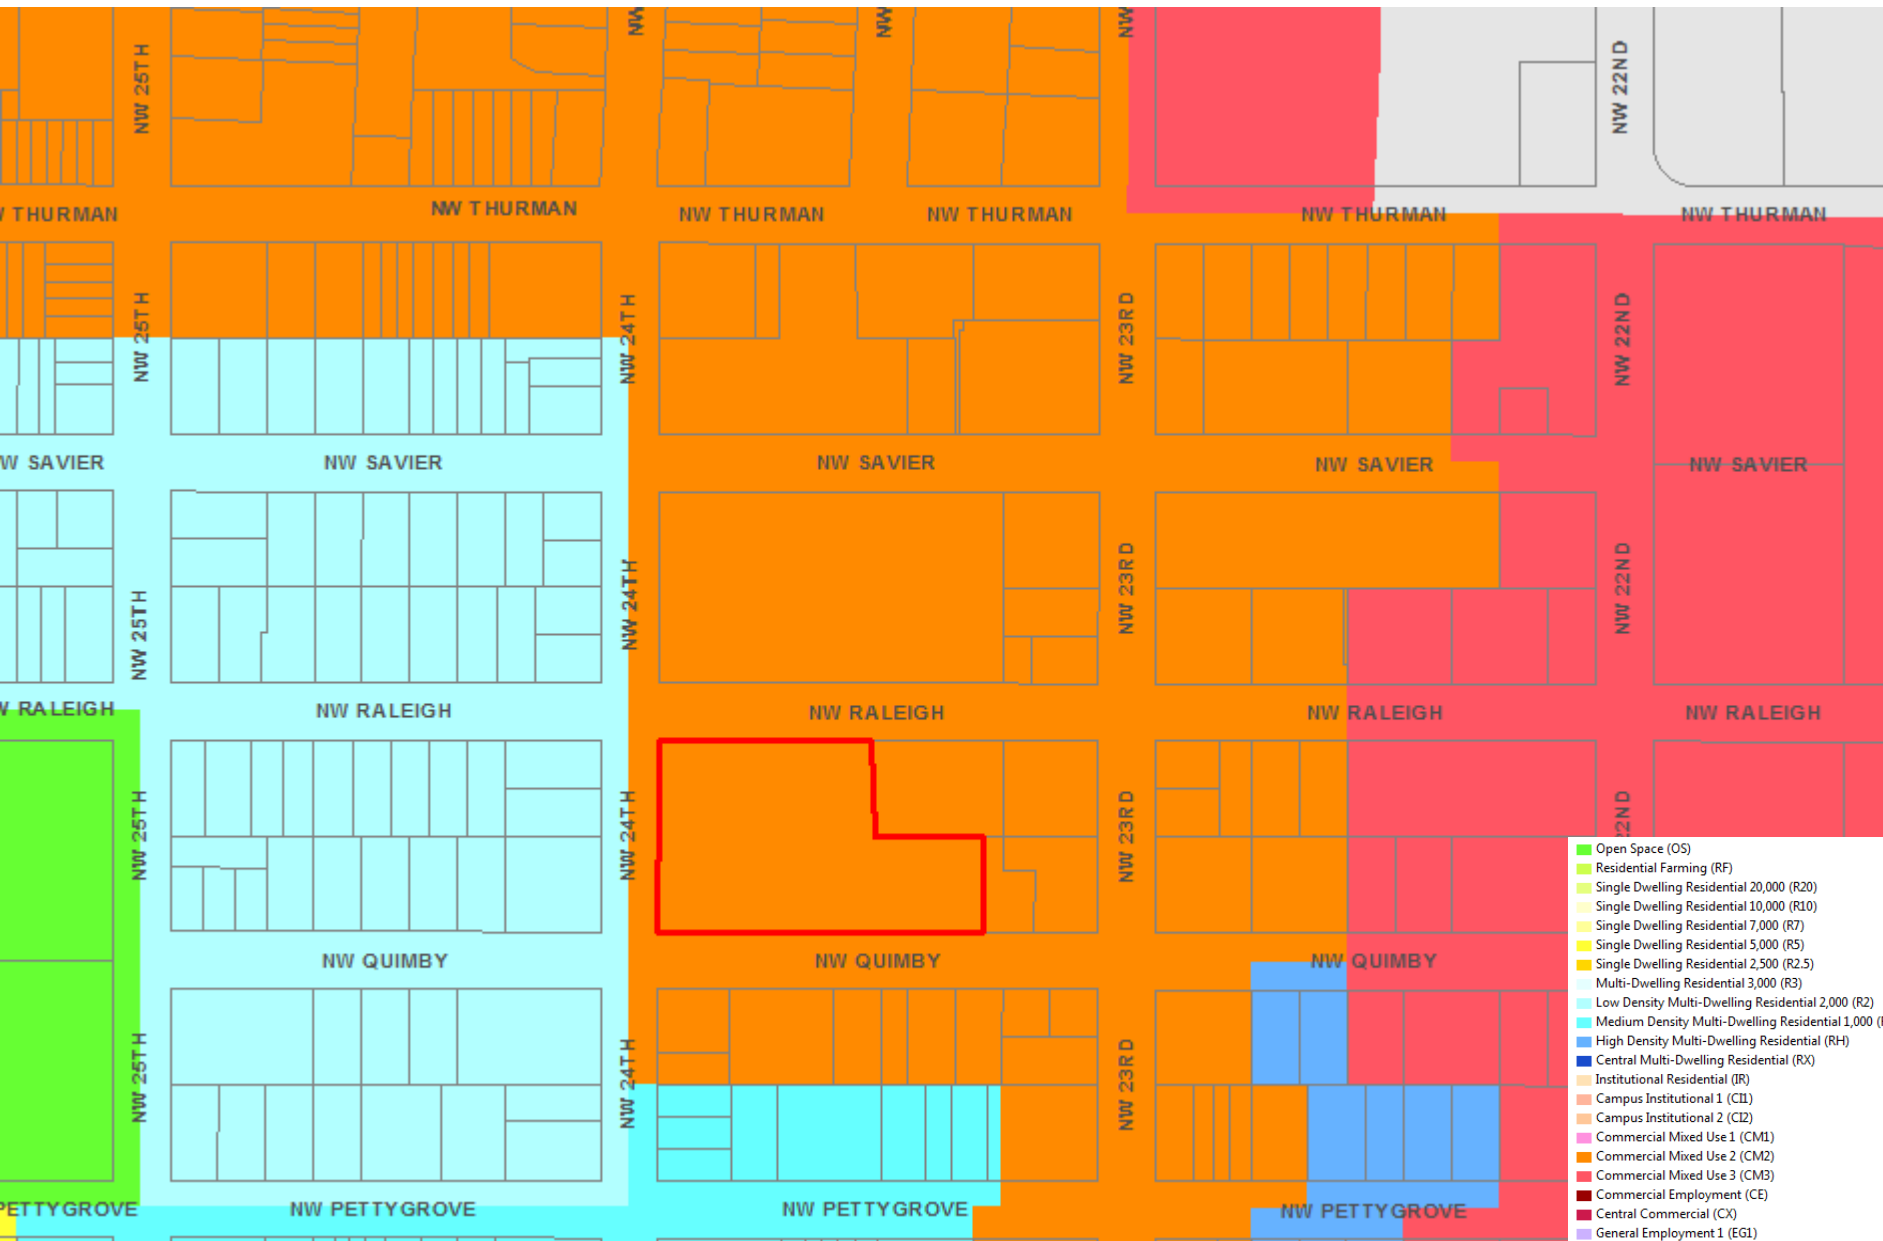 NW
NW
NW
NW 25TH
NW 22ND
W THURMAN
NW THURMAN
NW THURMAN
NW THURMAN
NW THURMAN
NW THURMAN
NW 25TH
NW 24TH
NW 23RD
NW 22ND
W SAVIER
NW SAVIER
NW SAVIER
NW SAVIER
NW SAVIER
NW 25TH
NW 24TH
NW 23RD
NW 22ND
W RALEIGH
NW RALEIGH
NW RALEIGH
NW RALEIGH
NW RALEIGH
NW 25TH
NW 24TH
NW 23RD
22ND
NW QUIMBY
NW QUIMBY
NW QUIMBY
NW 25TH
NW 24TH
NW 23RD
PETTYGROVE
NW PETTYGROVE
NW PETTYGROVE
NW PETTYGROVE
Open Space (OS)
Residential Farming (RF)
Single Dwelling Residential 20,000 (R20)
Single Dwelling Residential 10,000 (R10)
Single Dwelling Residential 7,000 (R7)
Single Dwelling Residential 5,000 (R5)
Single Dwelling Residential 2,500 (R2.5)
Multi-Dwelling Residential 3,000 (R3)
Low Density Multi-Dwelling Residential 2,000 (R2)
Medium Density Multi-Dwelling Residential 1,000 (
High Density Multi-Dwelling Residential (RH)
Central Multi-Dwelling Residential (RX)
Institutional Residential (IR)
Campus Institutional 1 (CI1)
Campus Institutional 2 (CI2)
Commercial Mixed Use 1 (CM1)
Commercial Mixed Use 2 (CM2)
Commercial Mixed Use 3 (CM3)
Commercial Employment (CE)
Central Commercial (CX)
General Employment 1 (EG1)